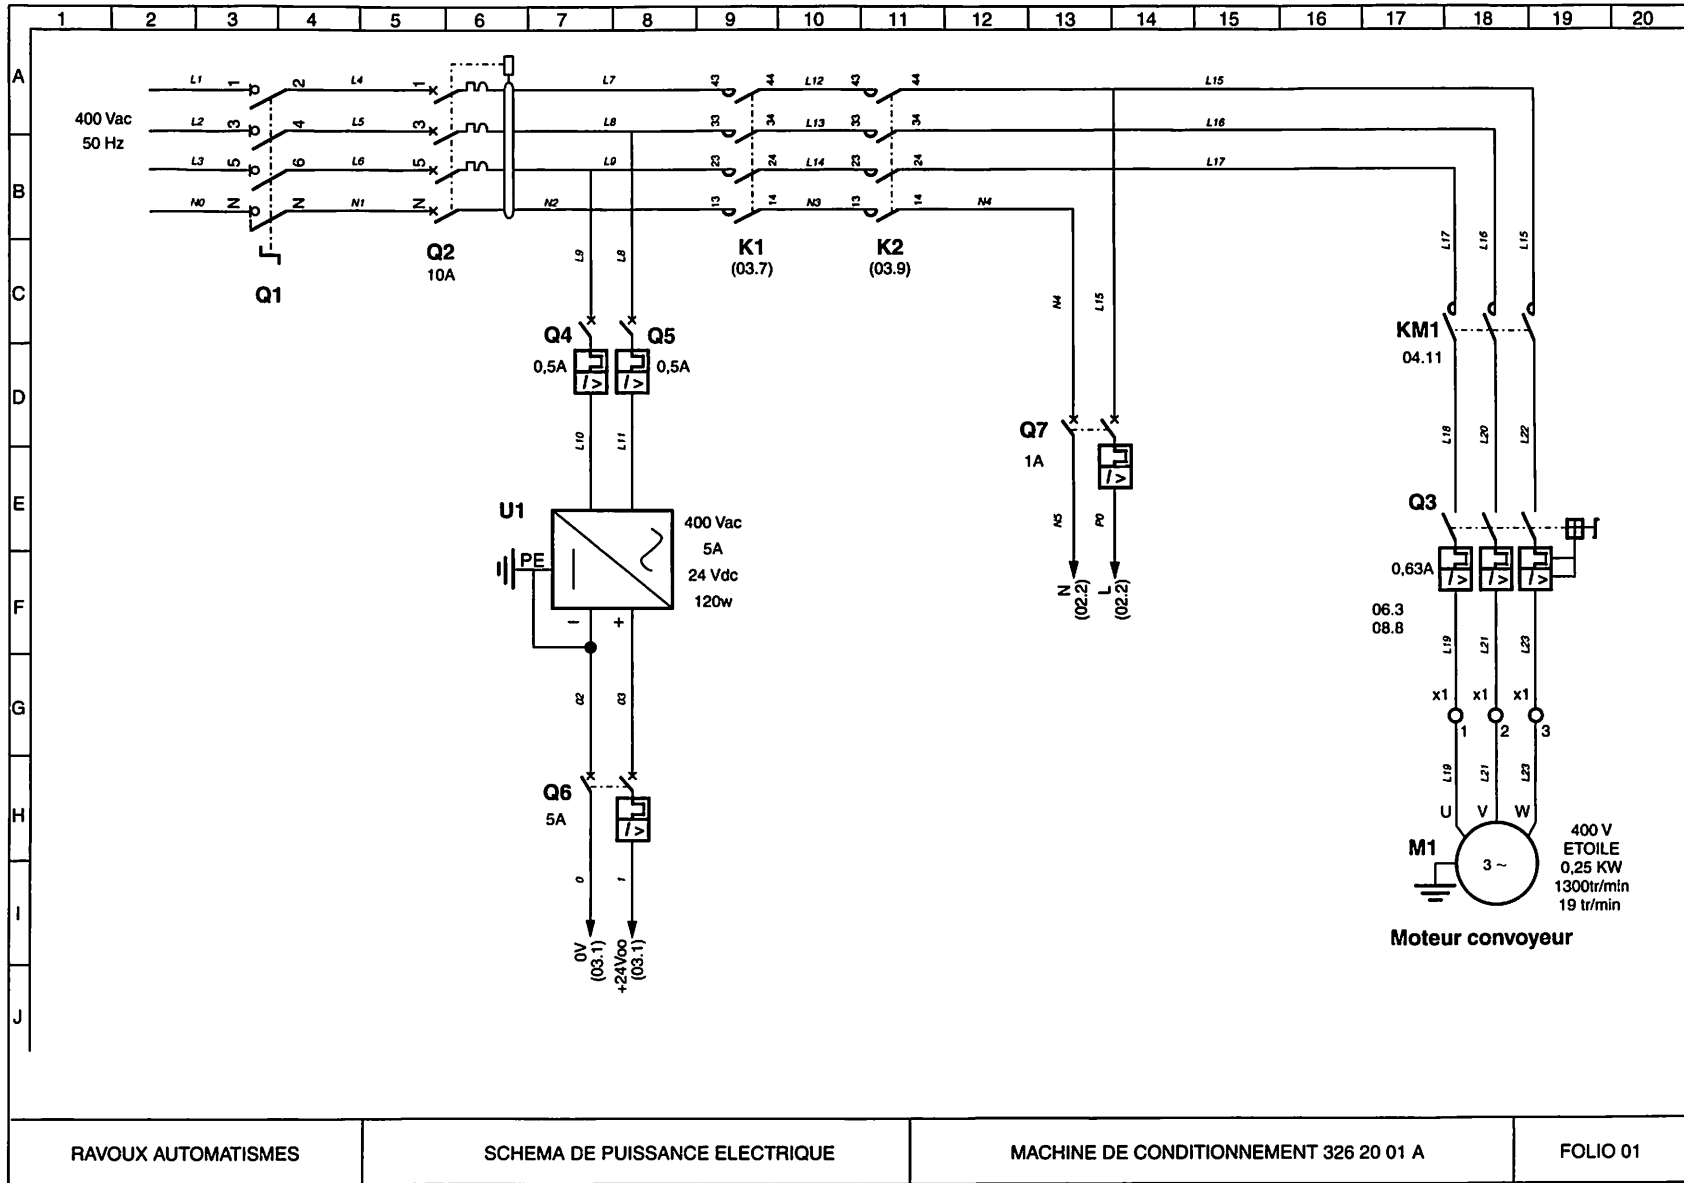 1 2 3 4 5 6 7 8 9 10 11 12 13 14 15 16 17 18 19 20
A
B
C
D
E
F
G
H
I
J
400 Vac
50 Hz
L1 1 2 L4 1 L7 43 44 L12 43 44 L15
L2 3 4 L5 3 L8 33 34 L13 33 34 L16
L3 5 6 L6 5 L9 23 24 L14 23 24 L17
N0 N N N1 N N2 13 14 N3 13 14 N4
Q1
Q2
10A
K1
(03.7)
K2
(03.9)
L9 L8
Q4 Q5
0,5A 0,5A
I > I >
L10 L11
U1
PE
400 Vac
5A
24 Vdc
120w
– +
02 03
Q6
5A
I >
0 1
0V
(03.1)
+24Voo
(03.1)
N4 L15
Q7
1A
I >
N5 P0
N
(02.2)
L
(02.2)
L17 L16 L15
KM1
04.11
L18 L20 L22
Q3
0,63A
I > I > I >
06.3
08.8
L19 L21 L23
x1 x1 x1
1 2 3
L19 L21 L23
U V W
M1
3 ~
400 V
ETOILE
0,25 KW
1300tr/min
19 tr/min
Moteur convoyeur
RAVOUX AUTOMATISMES
SCHEMA DE PUISSANCE ELECTRIQUE
MACHINE DE CONDITIONNEMENT 326 20 01 A
FOLIO 01